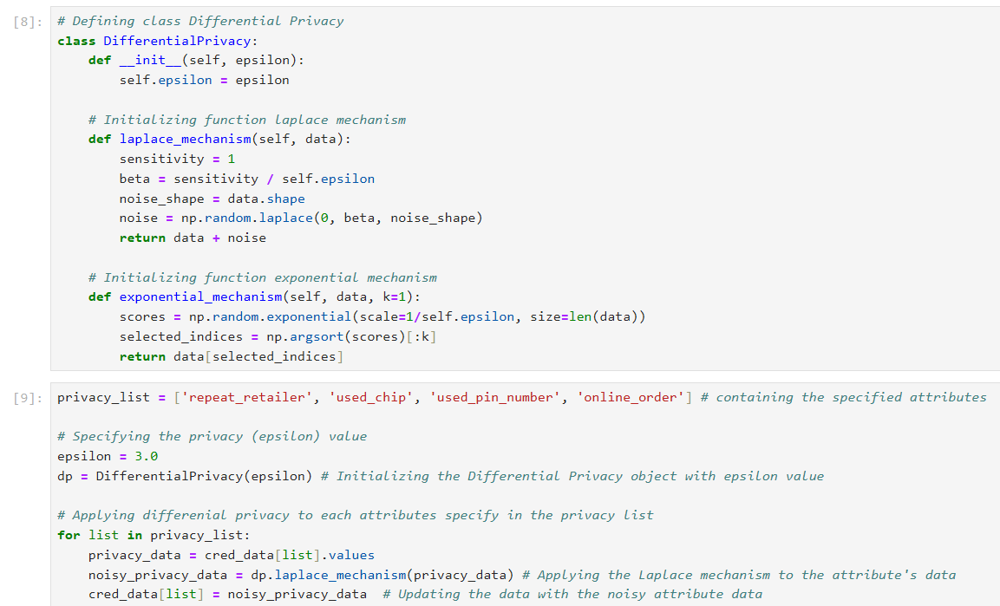 [8]: # Defining class Differential Privacy
class DifferentialPrivacy:
    def __init__(self, epsilon):
        self.epsilon = epsilon

    # Initializing function laplace mechanism
    def laplace_mechanism(self, data):
        sensitivity = 1
        beta = sensitivity / self.epsilon
        noise_shape = data.shape
        noise = np.random.laplace(0, beta, noise_shape)
        return data + noise

    # Initializing function exponential mechanism
    def exponential_mechanism(self, data, k=1):
        scores = np.random.exponential(scale=1/self.epsilon, size=len(data))
        selected_indices = np.argsort(scores)[:k]
        return data[selected_indices]

[9]: privacy_list = ['repeat_retailer', 'used_chip', 'used_pin_number', 'online_order'] # containing the specified attributes

# Specifying the privacy (epsilon) value
epsilon = 3.0
dp = DifferentialPrivacy(epsilon) # Initializing the Differential Privacy object with epsilon value

# Applying differenial privacy to each attributes specify in the privacy list
for list in privacy_list:
    privacy_data = cred_data[list].values
    noisy_privacy_data = dp.laplace_mechanism(privacy_data) # Applying the Laplace mechanism to the attribute's data
    cred_data[list] = noisy_privacy_data  # Updating the data with the noisy attribute data